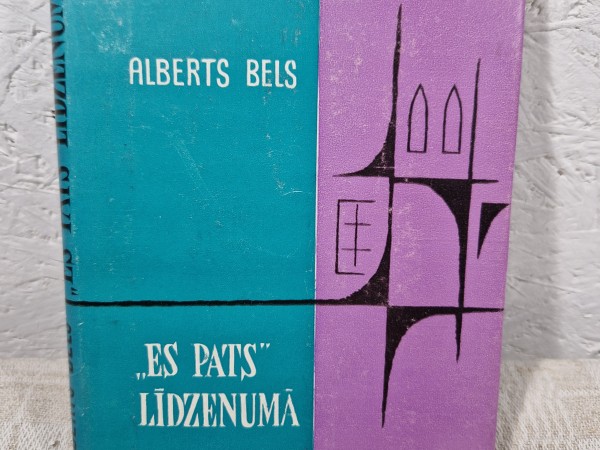 ALBERTS BELS
„ES PATS”
LĪDZENUMĀ
„ES PATS” LĪDZENUMĀ